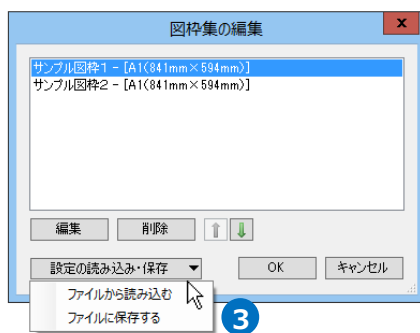 図枠集の編集
x
サンプル図枠1 - [A1(841mm×594mm)]
サンプル図枠2 - [A1(841mm×594mm)]
編集 削除
設定の読み込み・保存 OK キャンセル
ファイルから読み込む
ファイルに保存する
3